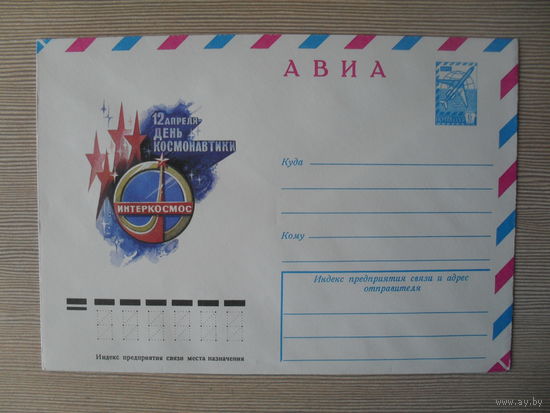 АВИА
12 АПРЕЛЯ-
ДЕНЬ
КОСМОНАВТИКИ
ИНТЕРКОСМОС
Куда
Кому
Индекс предприятия связи и адрес
отправителя
Индекс предприятия связи места назначения
www.ay.by